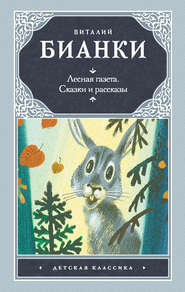 ВИТАЛИЙ
БИАНКИ
Лесная газета.
Сказки и рассказы
ДЕТСКАЯ КЛАССИКА